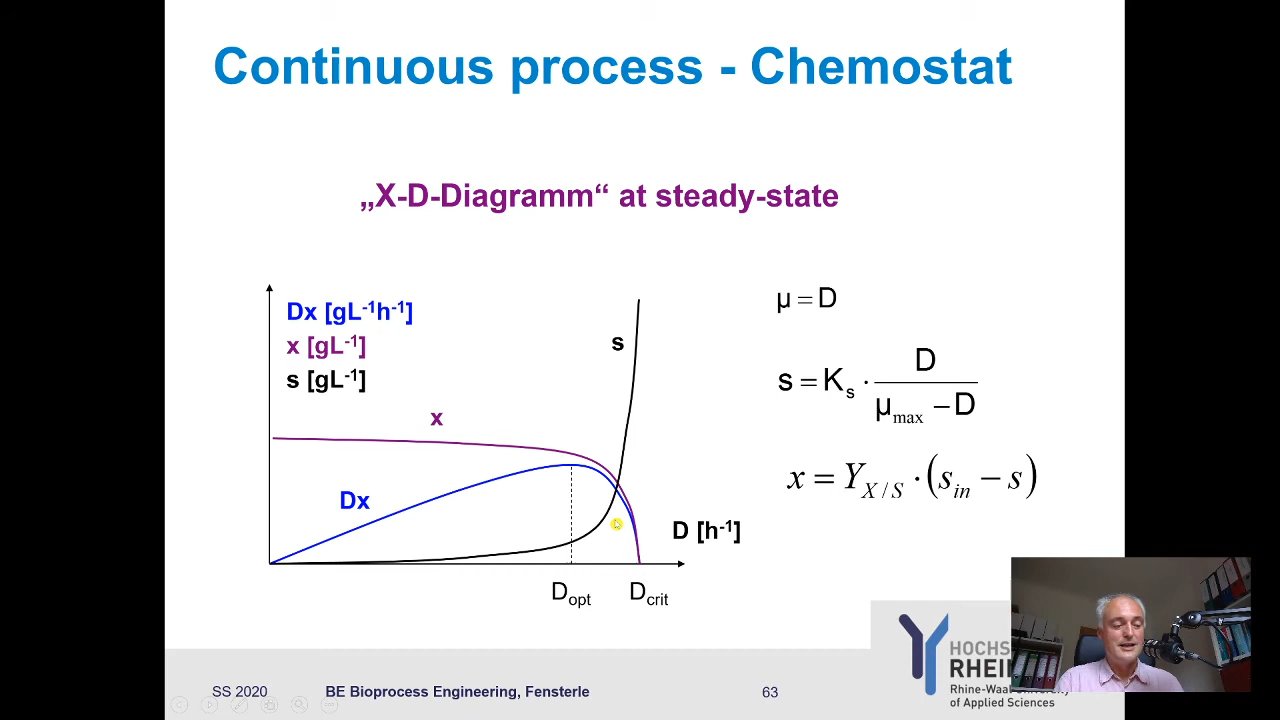 Continuous process - Chemostat
„X-D-Diagramm“ at steady-state
Dx [gL⁻¹h⁻¹]
x [gL⁻¹]
s [gL⁻¹]
s
x
Dx
D [h⁻¹]
D_opt
D_crit
µ = D
s = K_s · D / (µ_max − D)
x = Y_X/S · (s_in − s)
HOCHS
RHEIN
Rhine-Waal University
of Applied Sciences
SS 2020
BE Bioprocess Engineering, Fensterle
63